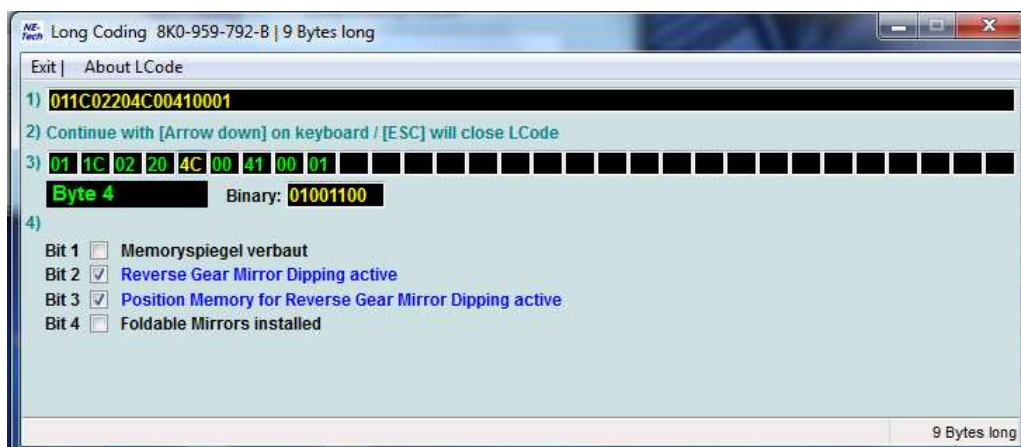 NE-Tech Long Coding 8K0-959-792-B | 9 Bytes long
Exit | About LCode
1) 011C02204C00410001
2) Continue with [Arrow down] on keyboard / [ESC] will close LCode
3) 01 1C 02 20 4C 00 41 00 01
Byte 4 Binary: 01001100
4)
Bit 1 Memoryspiegel verbaut
Bit 2 Reverse Gear Mirror Dipping active
Bit 3 Position Memory for Reverse Gear Mirror Dipping active
Bit 4 Foldable Mirrors installed
9 Bytes long